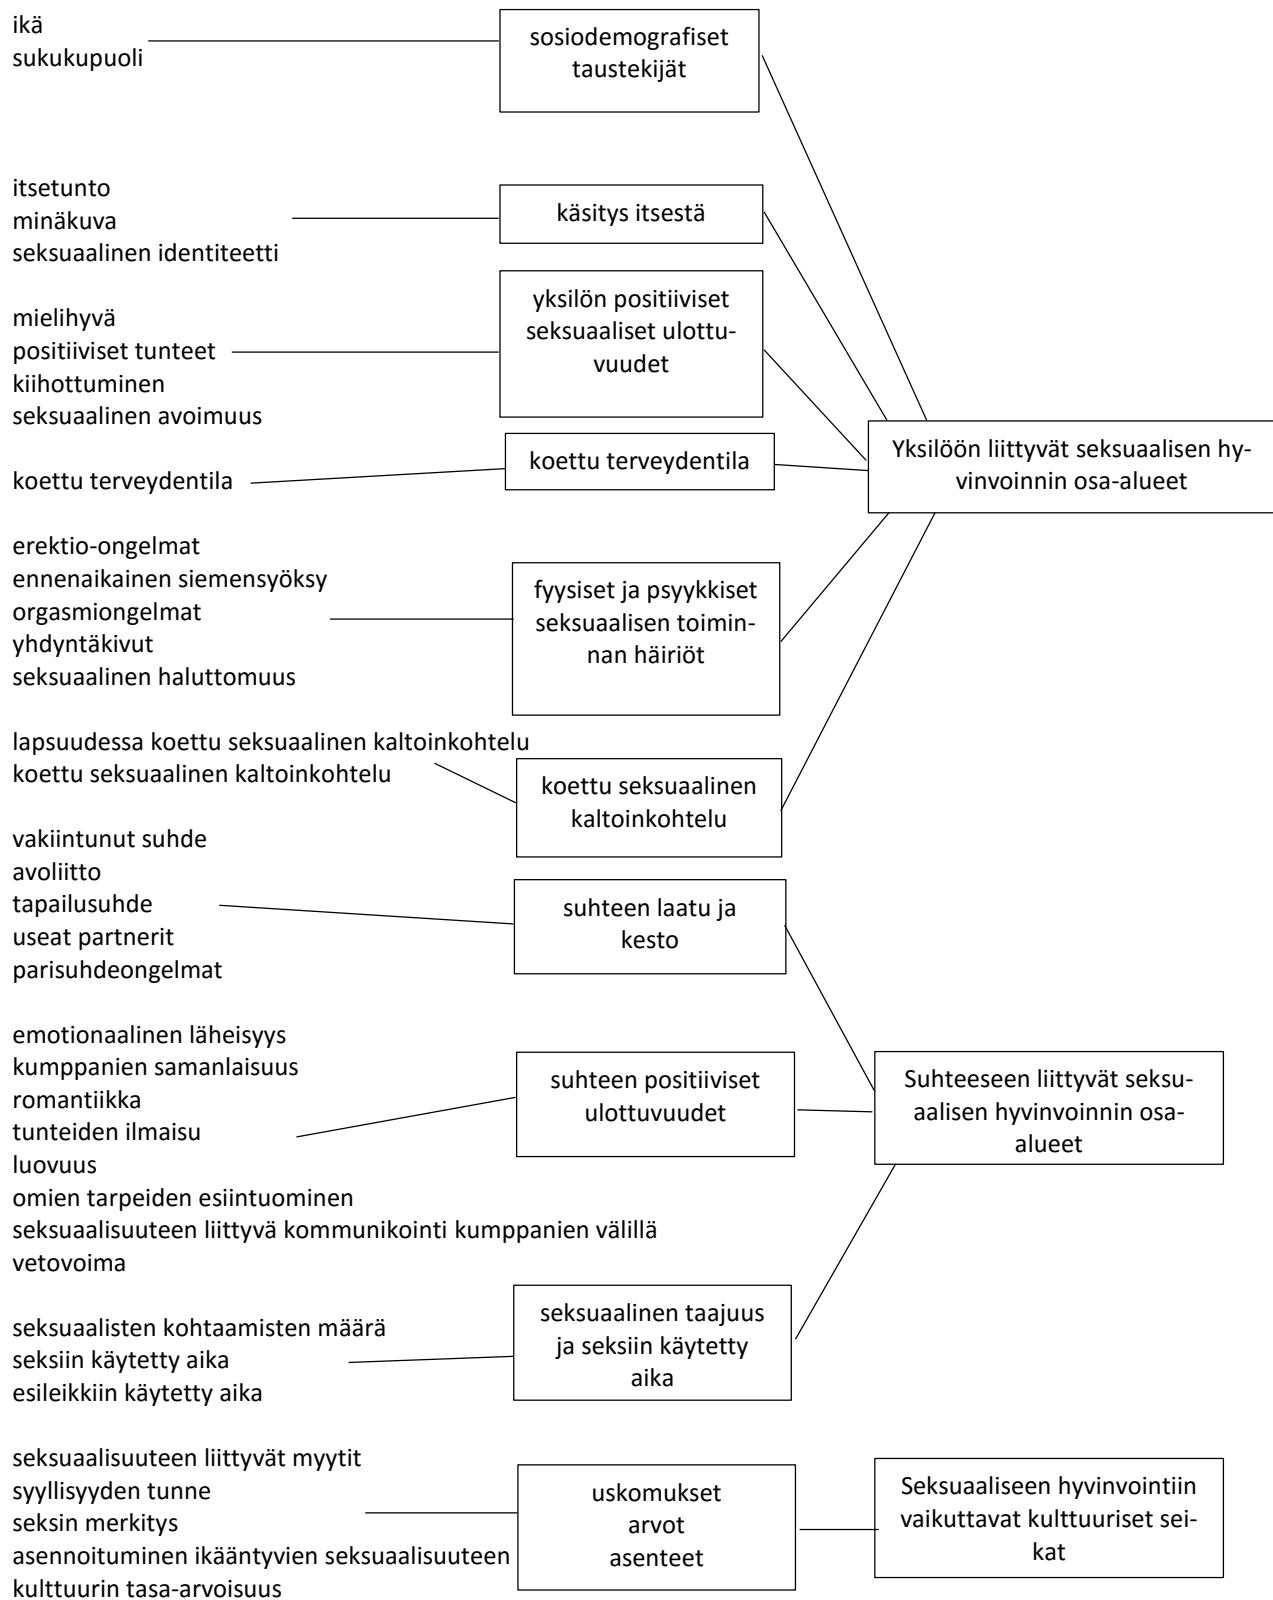 ikä
sukukupuoli
sosiodemografiset
taustekijät
itsetunto
minäkuva
seksuaalinen identiteetti
käsitys itsestä
mielihyvä
positiiviset tunteet
kiihottuminen
seksuaalinen avoimuus
yksilön positiiviset
seksuaaliset ulottu-
vuudet
koettu terveydentila
koettu terveydentila
Yksilöön liittyvät seksuaalisen hy-
vinvoinnin osa-alueet
erektio-ongelmat
ennenaikainen siemensyöksy
orgasmiongelmat
yhdyntäkivut
seksuaalinen haluttomuus
fyysiset ja psyykkiset
seksuaalisen toimin-
nan häiriöt
lapsuudessa koettu seksuaalinen kaltoinkohtelu
koettu seksuaalinen kaltoinkohtelu
koettu seksuaalinen
kaltoinkohtelu
vakiintunut suhde
avoliitto
tapailusuhde
useat partnerit
parisuhdeongelmat
suhteen laatu ja
kesto
emotionaalinen läheisyys
kumppanien samanlaisuus
romantiikka
tunteiden ilmaisu
luovuus
omien tarpeiden esiintuominen
seksuaalisuuteen liittyvä kommunikointi kumppanien välillä
vetovoima
suhteen positiiviset
ulottuvuudet
Suhteeseen liittyvät seksu-
aalisen hyvinvoinnin osa-
alueet
seksuaalisten kohtaamisten määrä
seksiin käytetty aika
esileikkiin käytetty aika
seksuaalinen taajuus
ja seksiin käytetty
aika
seksuaalisuuteen liittyvät myytit
syyllisyyden tunne
seksin merkitys
asennoituminen ikääntyvien seksuaalisuuteen
kulttuurin tasa-arvoisuus
uskomukset
arvot
asenteet
Seksuaaliseen hyvinvointiin
vaikuttavat kulttuuriset sei-
kat